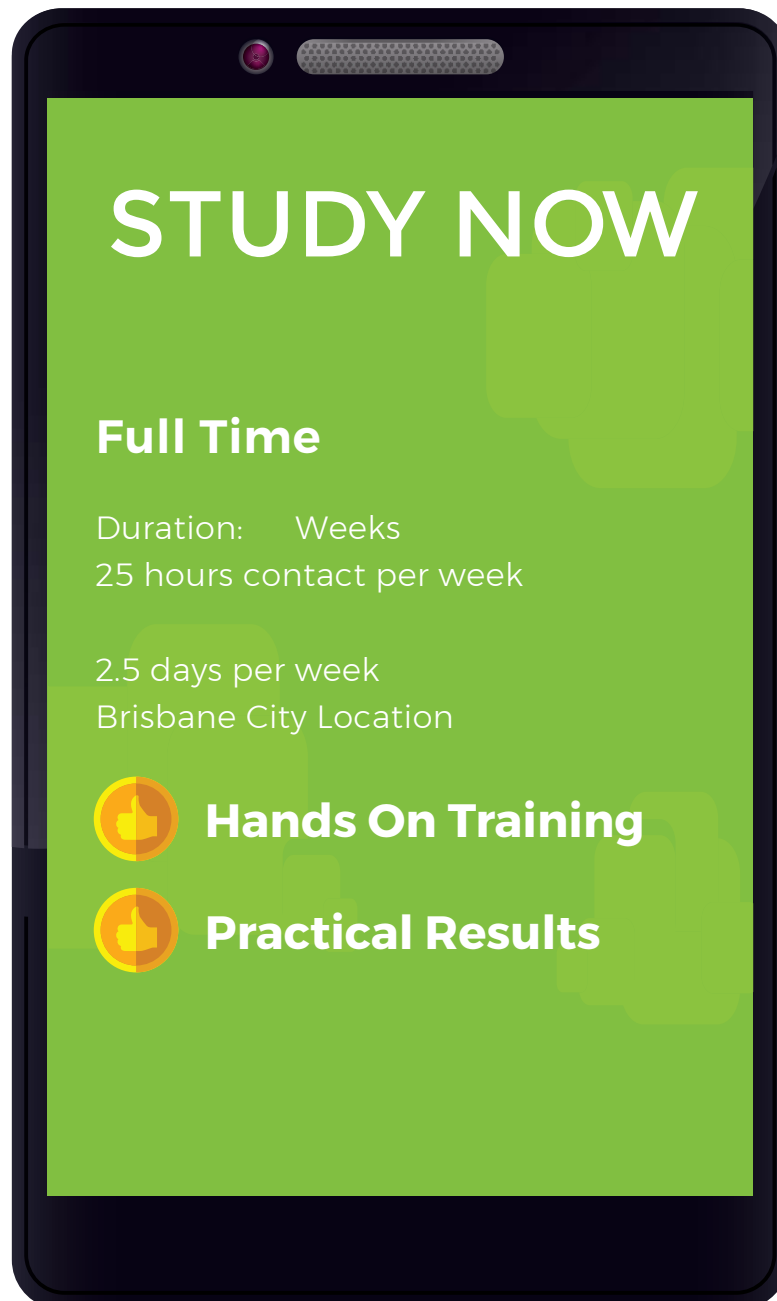 STUDY NOW
Full Time
Duration: Weeks
25 hours contact per week
2.5 days per week
Brisbane City Location
Hands On Training
Practical Results